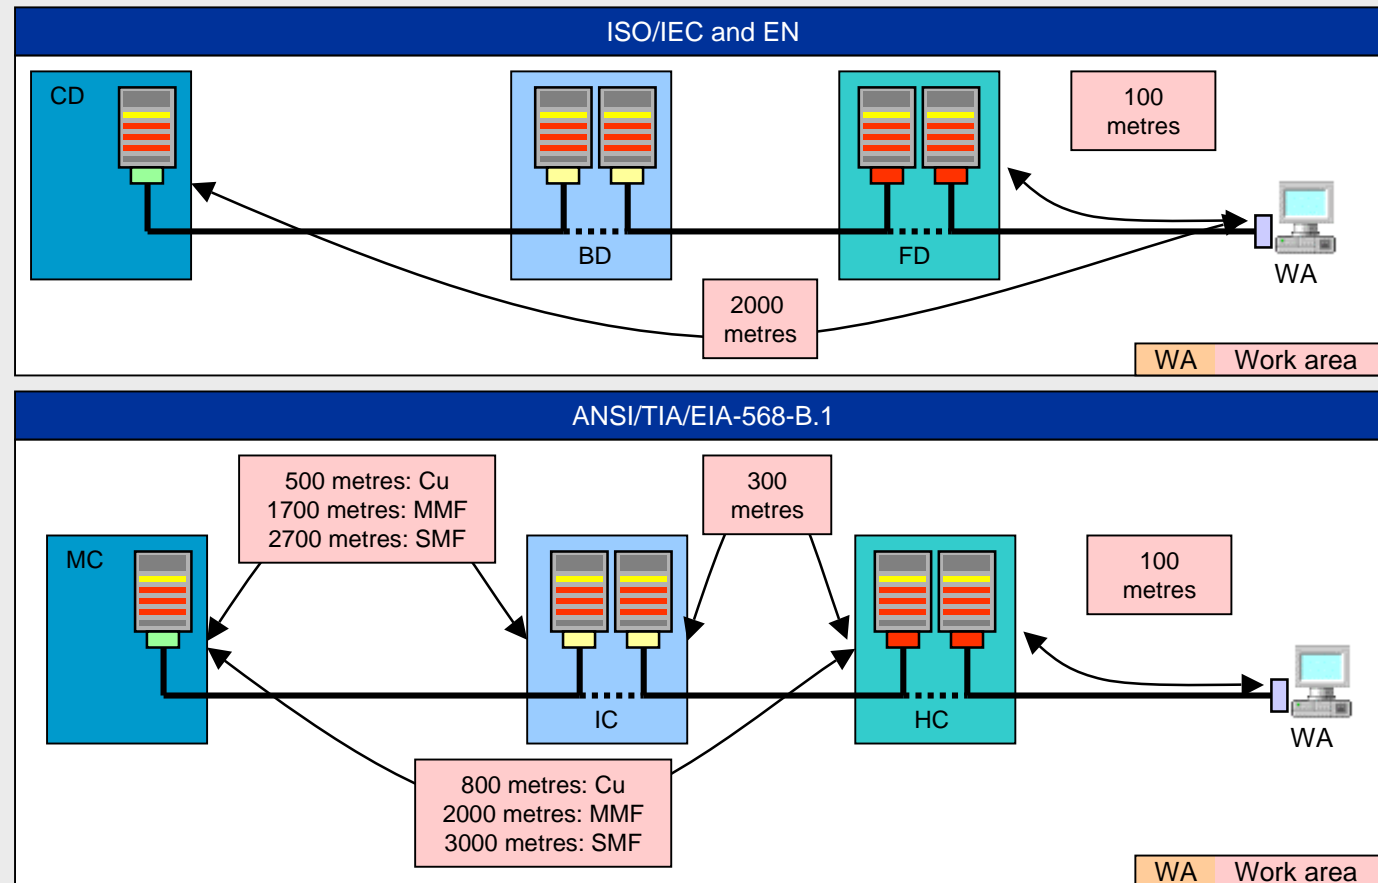 ISO/IEC and EN
CD
100
metres
BD
FD
WA
2000
metres
WA Work area
ANSI/TIA/EIA-568-B.1
500 metres: Cu
1700 metres: MMF
2700 metres: SMF
300
metres
MC
100
metres
IC
HC
WA
800 metres: Cu
2000 metres: MMF
3000 metres: SMF
WA Work area